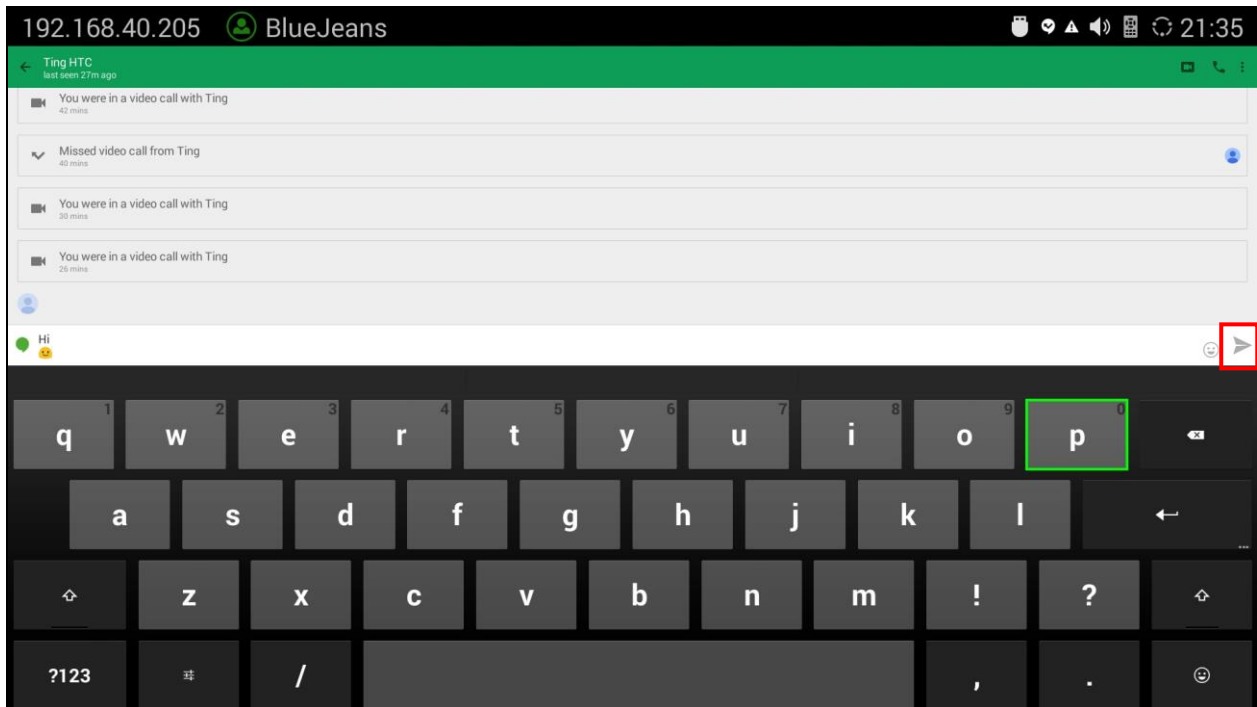 192.168.40.205 BlueJeans 21:35
Ting HTC
last seen 27m ago
You were in a video call with Ting
42 mins
Missed video call from Ting
40 mins
You were in a video call with Ting
30 mins
You were in a video call with Ting
26 mins
Hi
1 2 3 4 5 6 7 8 9 0
q w e r t y u i o p
a s d f g h j k l
z x c v b n m ! ?
?123 / , .